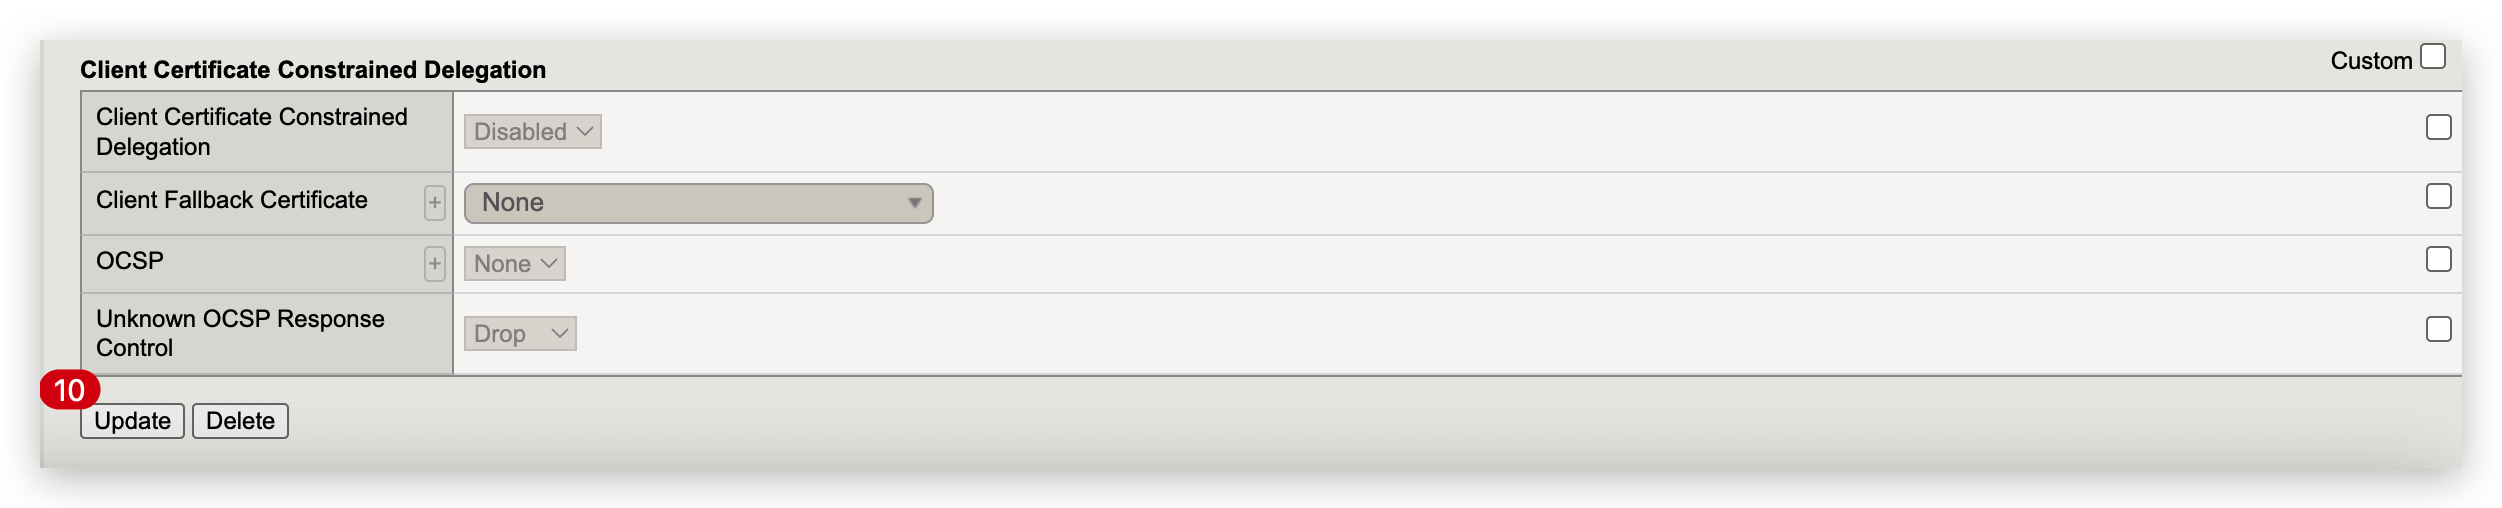 Client Certificate Constrained Delegation
Custom
Client Certificate Constrained
Delegation
Disabled
Client Fallback Certificate
+
None
OCSP
+
None
Unknown OCSP Response
Control
Drop
10
Update
Delete